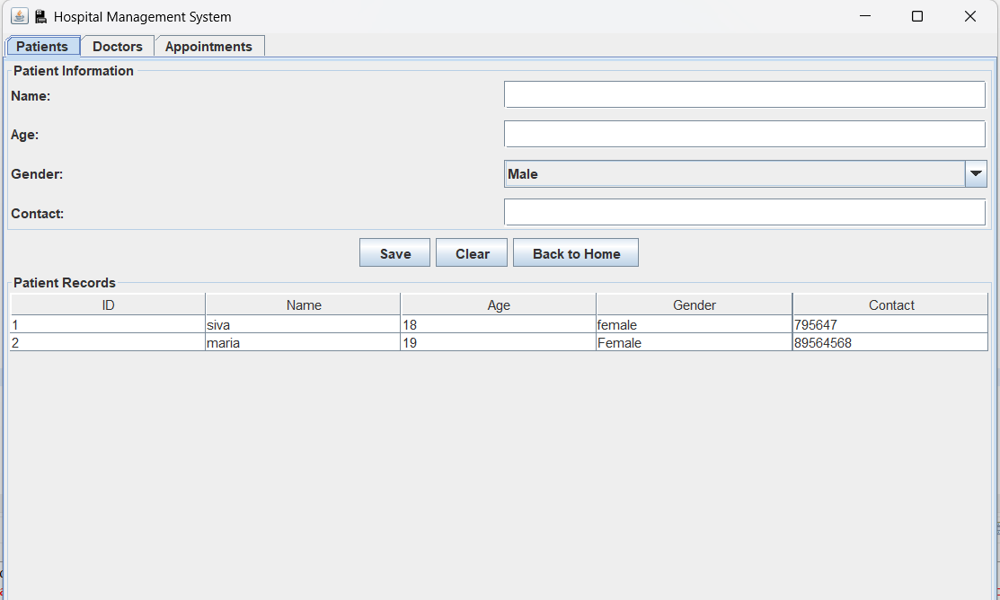 Hospital Management System
Patients Doctors Appointments
Patient Information
Name:
Age:
Gender: Male
Contact:
Save Clear Back to Home
Patient Records
ID Name Age Gender Contact
1 siva 18 female 795647
2 maria 19 Female 89564568